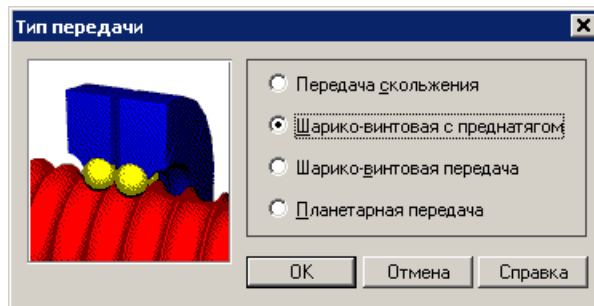 Тип передачи
Передача скольжения
Шарико-винтовая с преднатягом
Шарико-винтовая передача
Планетарная передача
OK
Отмена
Справка